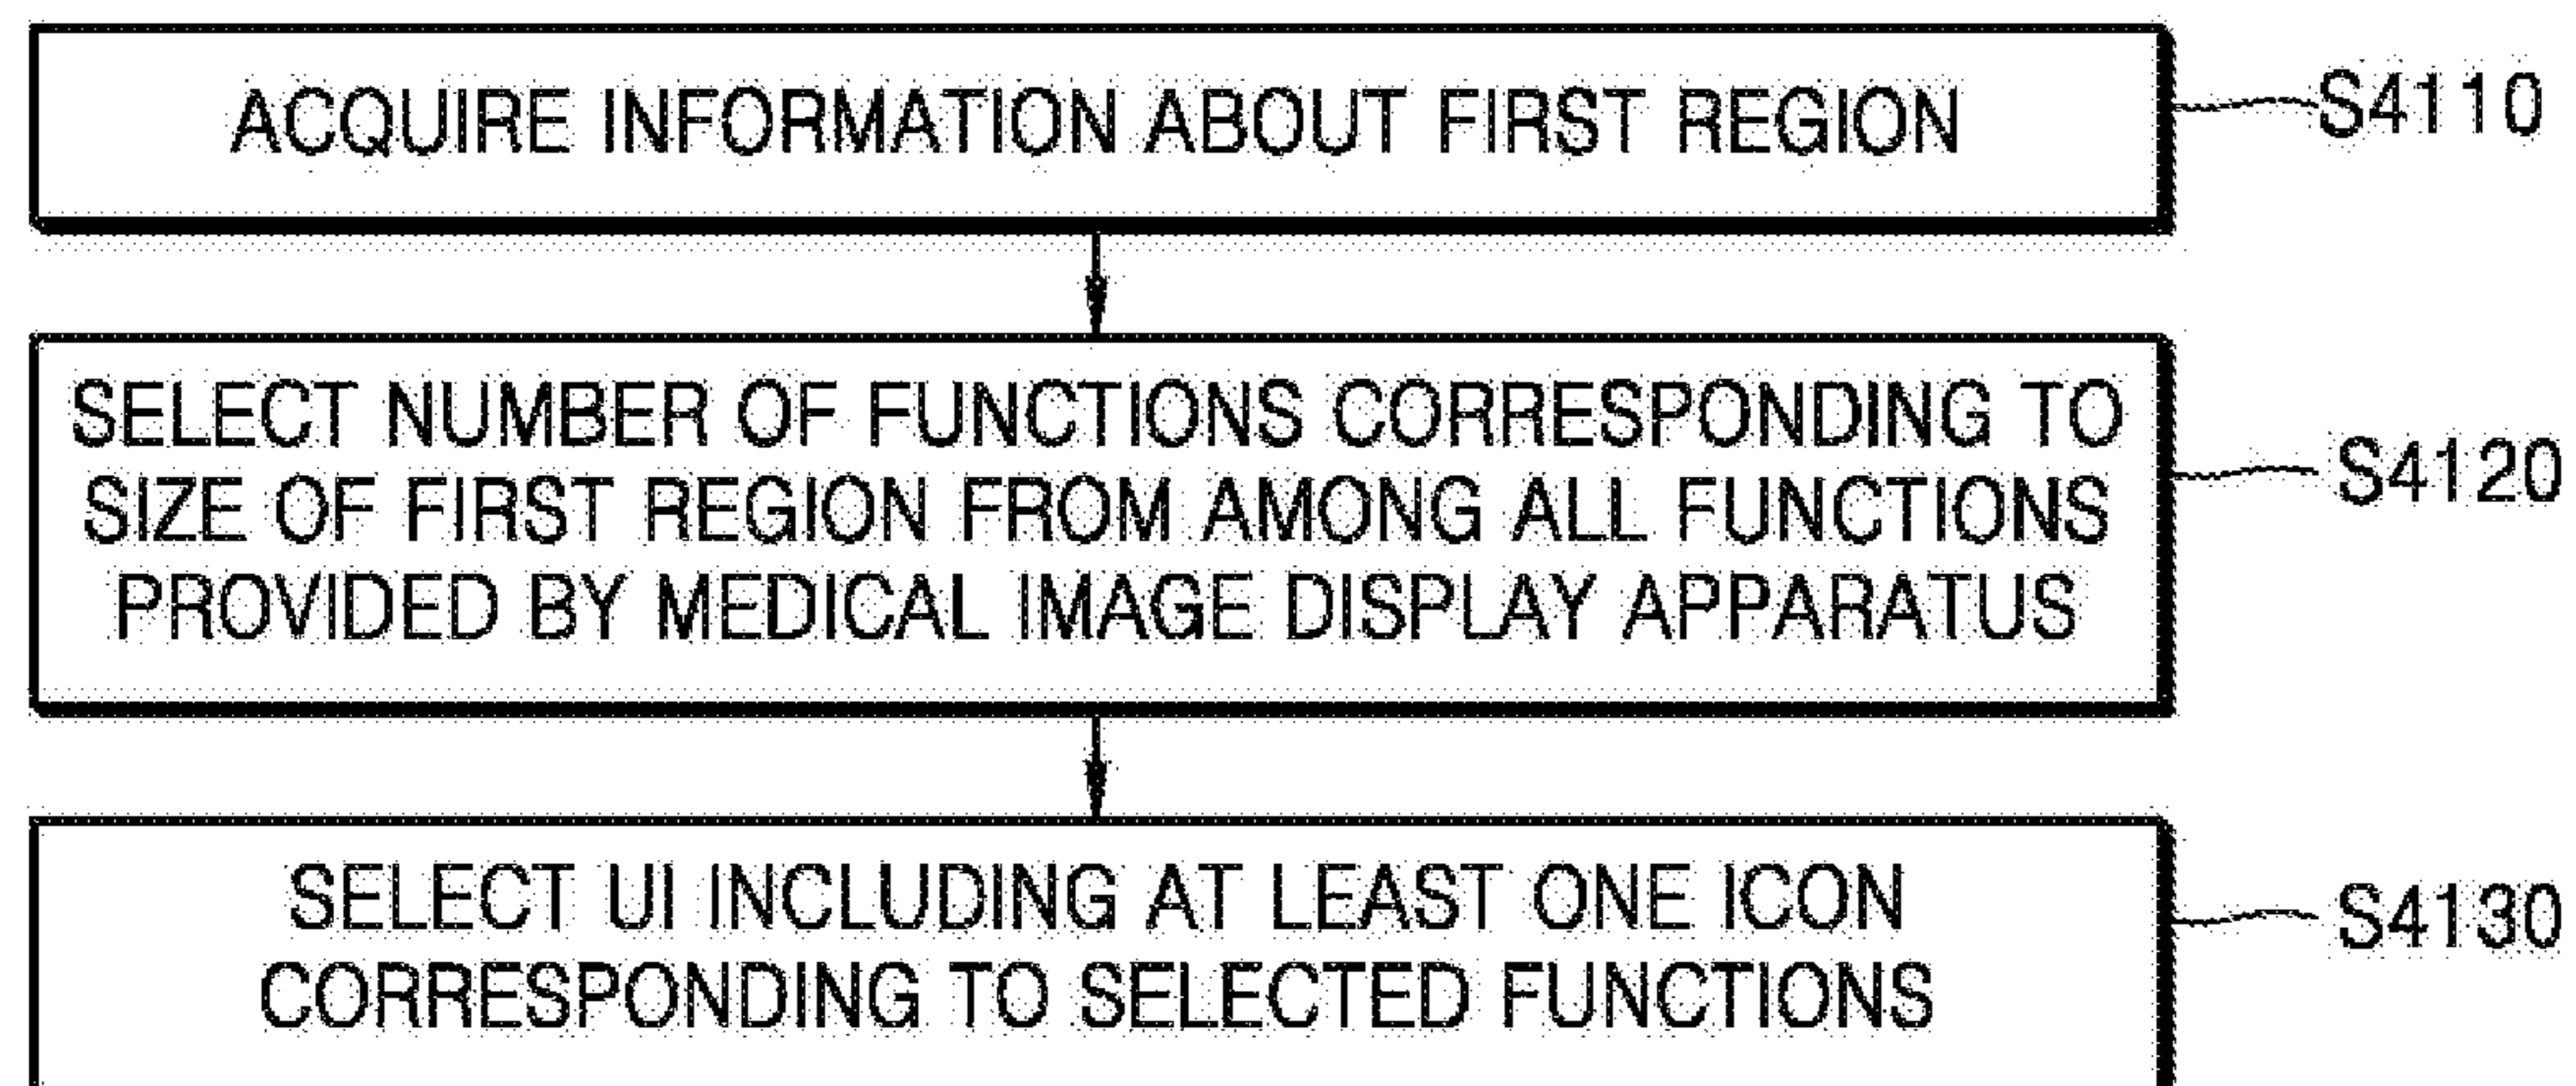 ACQUIRE INFORMATION ABOUT FIRST REGION
S4110
SELECT NUMBER OF FUNCTIONS CORRESPONDING TO
SIZE OF FIRST REGION FROM AMONG ALL FUNCTIONS
PROVIDED BY MEDICAL IMAGE DISPLAY APPARATUS
S4120
SELECT UI INCLUDING AT LEAST ONE ICON
CORRESPONDING TO SELECTED FUNCTIONS
S4130